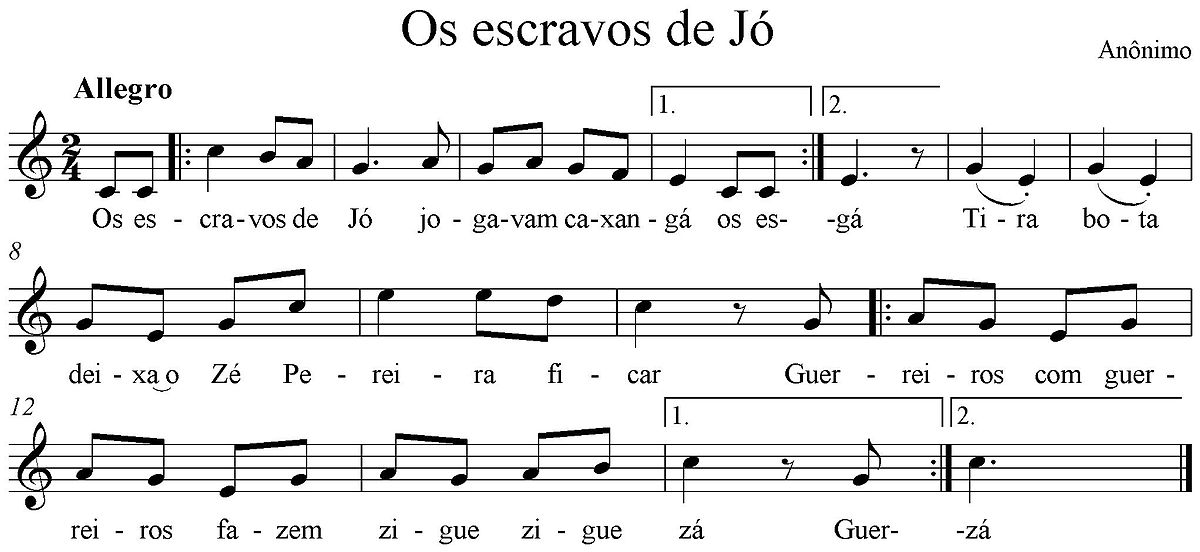 Os escravos de Jó
Anônimo
Allegro
1. 2.
2
4
Os es - cra-vos de Jó jo - ga-vam ca-xan - gá os es- -gá Ti - ra bo - ta
8
dei - xa‿o Zé Pe - rei - ra fi - car Guer - rei - ros com guer -
12
1. 2.
rei - ros fa - zem zi - gue zi - gue zá Guer- -zá